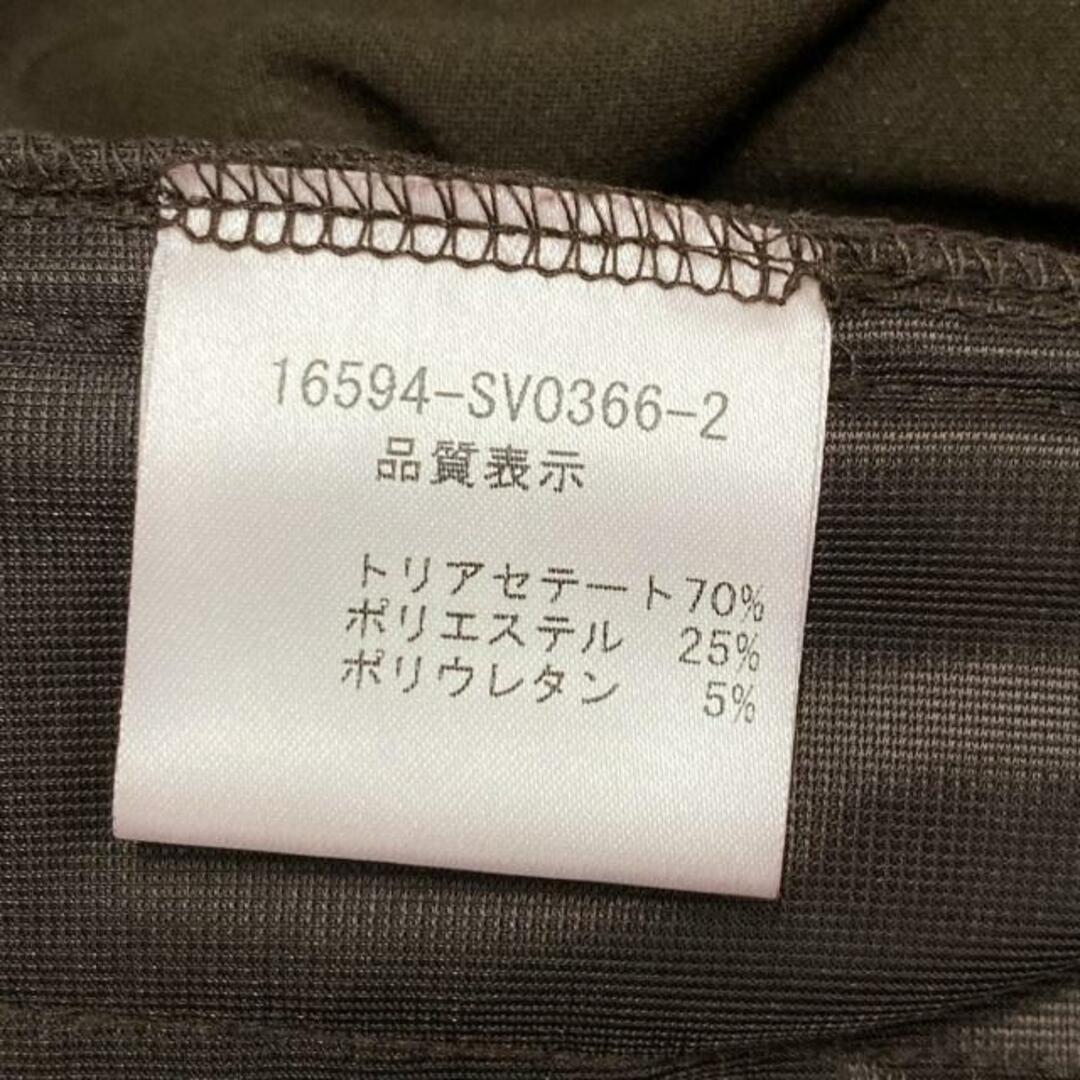 16594-SV0366-2
品質表示
トリアセテート70%
ポリエステル 25%
ポリウレタン 5%